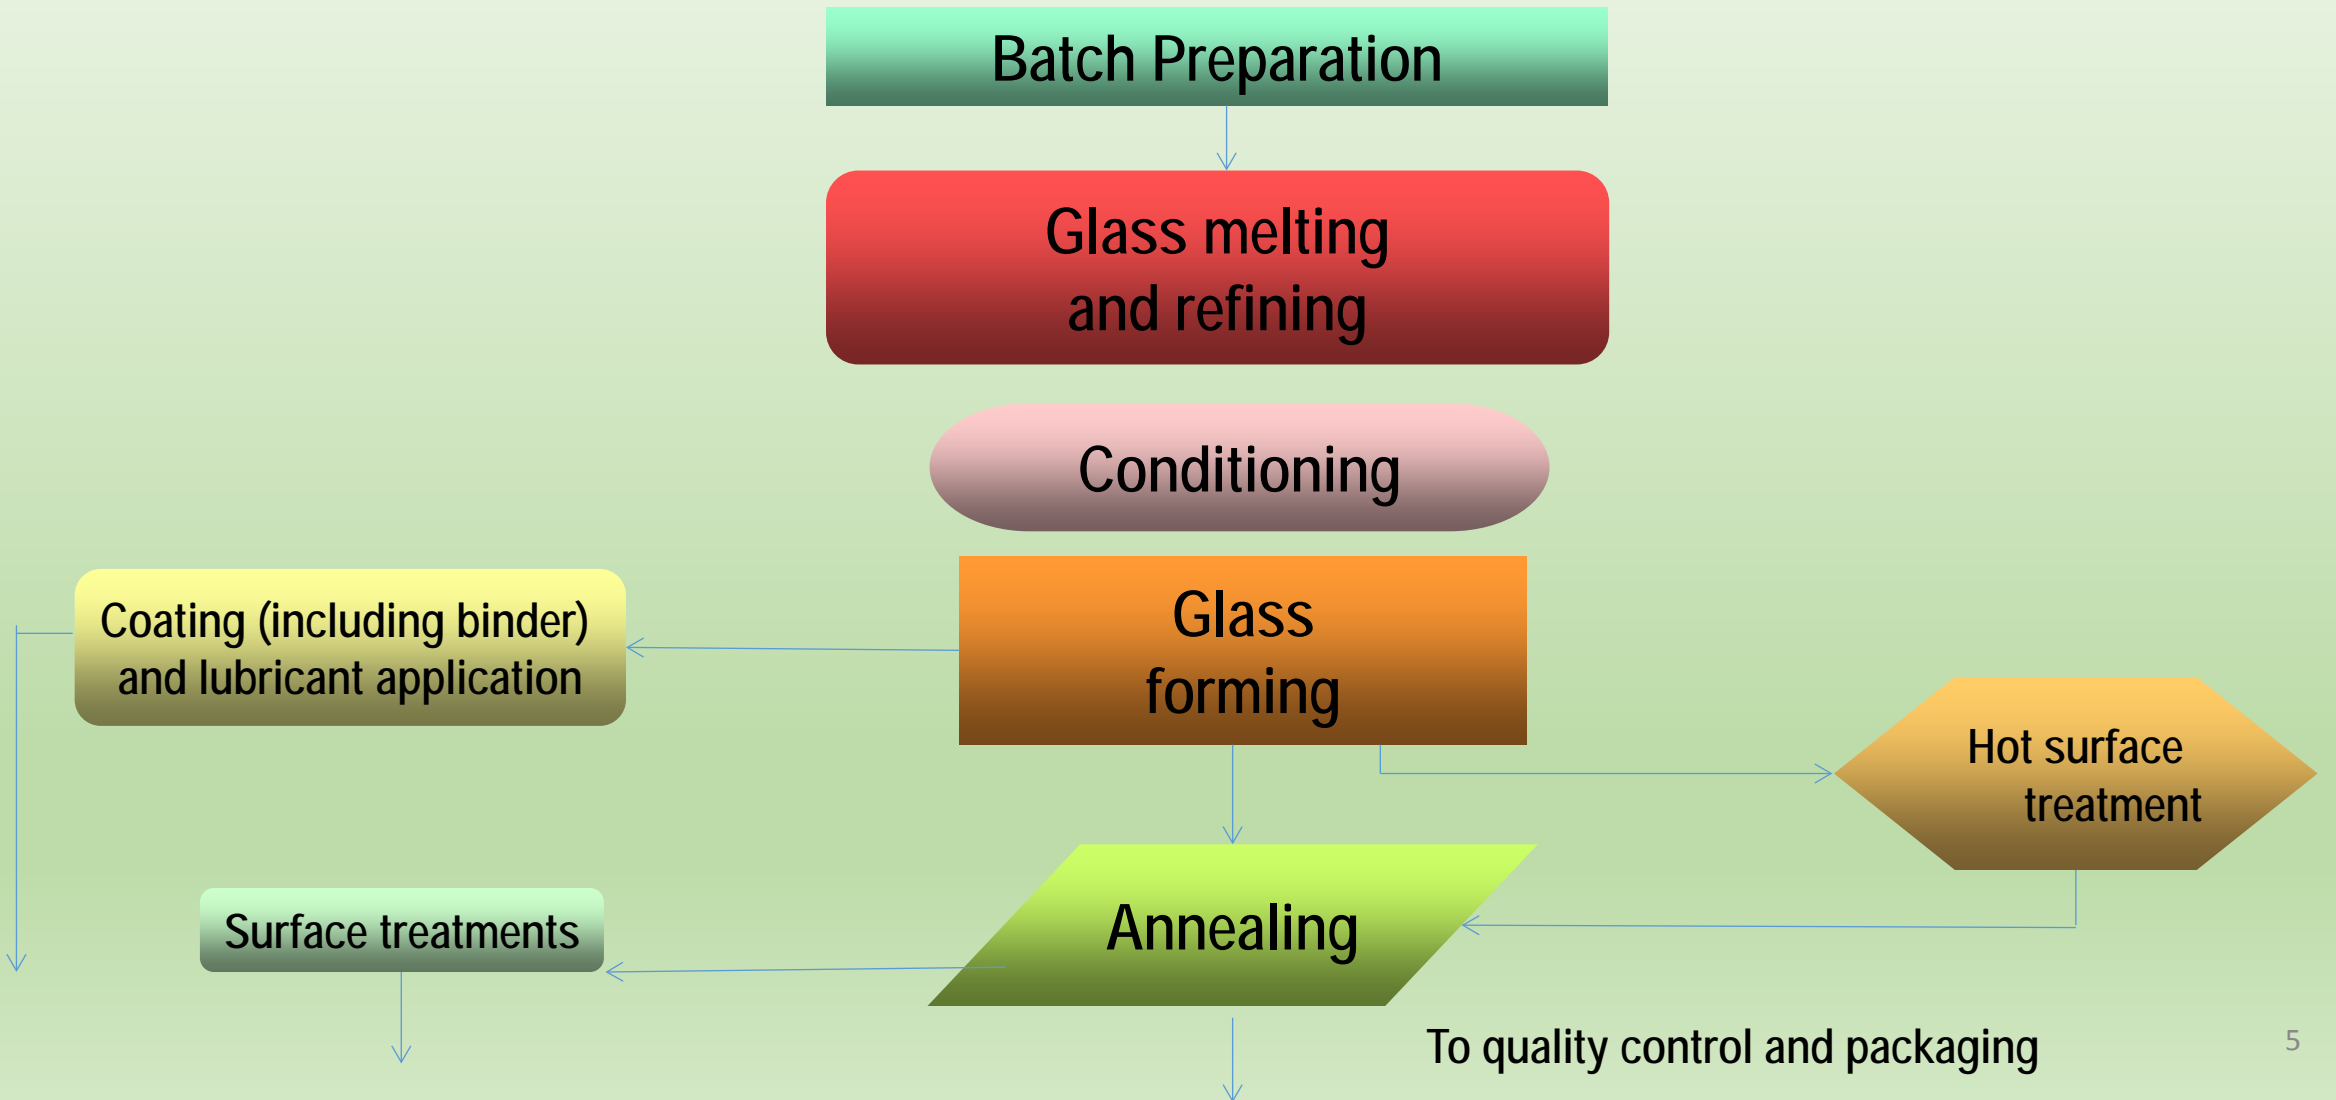 Batch Preparation
Glass melting
and refining
Conditioning
Glass
forming
Coating (including binder)
and lubricant application
Hot surface
treatment
Annealing
Surface treatments
To quality control and packaging
5